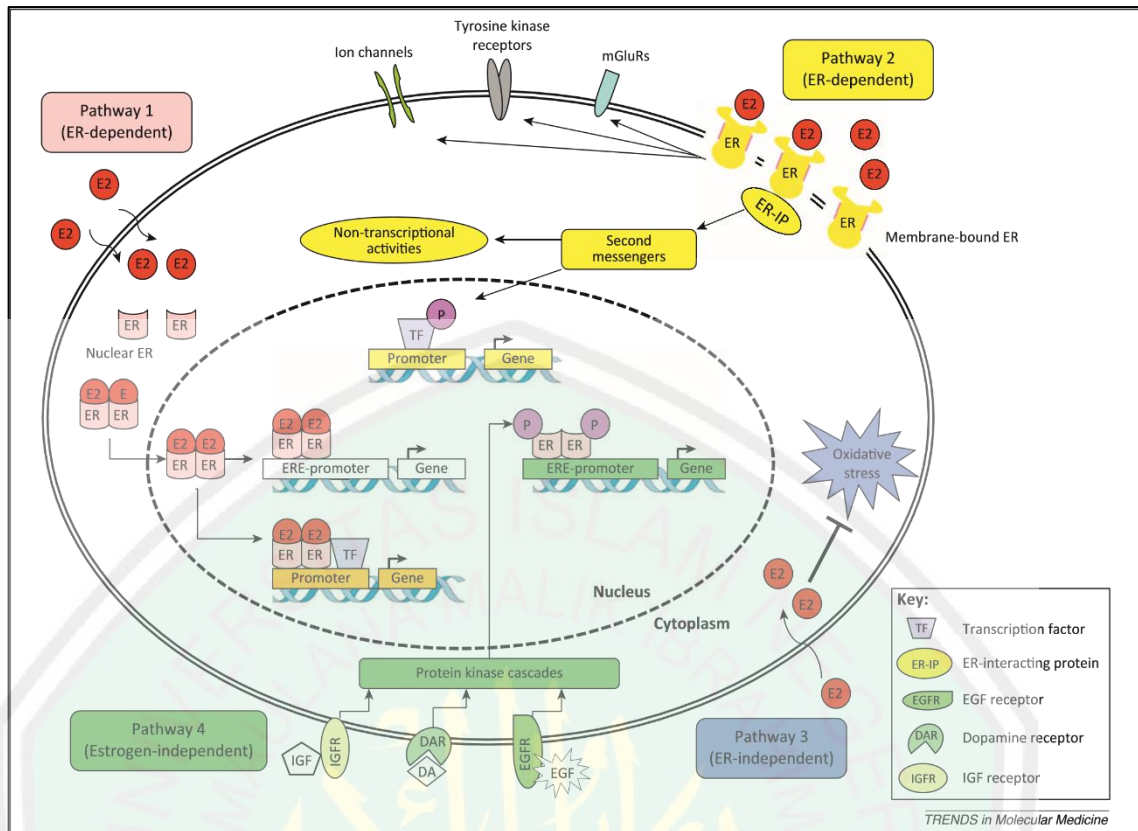 Ion channels
Tyrosine kinase
receptors
mGluRs
Pathway 2
(ER-dependent)
Pathway 1
(ER-dependent)
E2
E2
E2
E2
ER
ER
ER
E2
E2
E2
E2
ER-IP
Membrane-bound ER
Non-transcriptional
activities
Second
messengers
ER
ER
Nuclear ER
P
TF
Promoter
Gene
E2
E
ER
ER
E2
E2
ER
ER
E2
E2
ER
ER
ERE-promoter
Gene
P
P
ER
ER
ERE-promoter
Gene
Oxidative
stress
E2
E2
ER
ER
TF
Promoter
Gene
Nucleus
Cytoplasm
E2
E2
E2
Protein kinase cascades
Pathway 4
(Estrogen-independent)
IGF
IGFR
DAR
DA
EGFR
EGF
Pathway 3
(ER-independent)
Key:
TF Transcription factor
ER-IP ER-interacting protein
EGFR EGF receptor
DAR Dopamine receptor
IGFR IGF receptor
TRENDS in Molecular Medicine